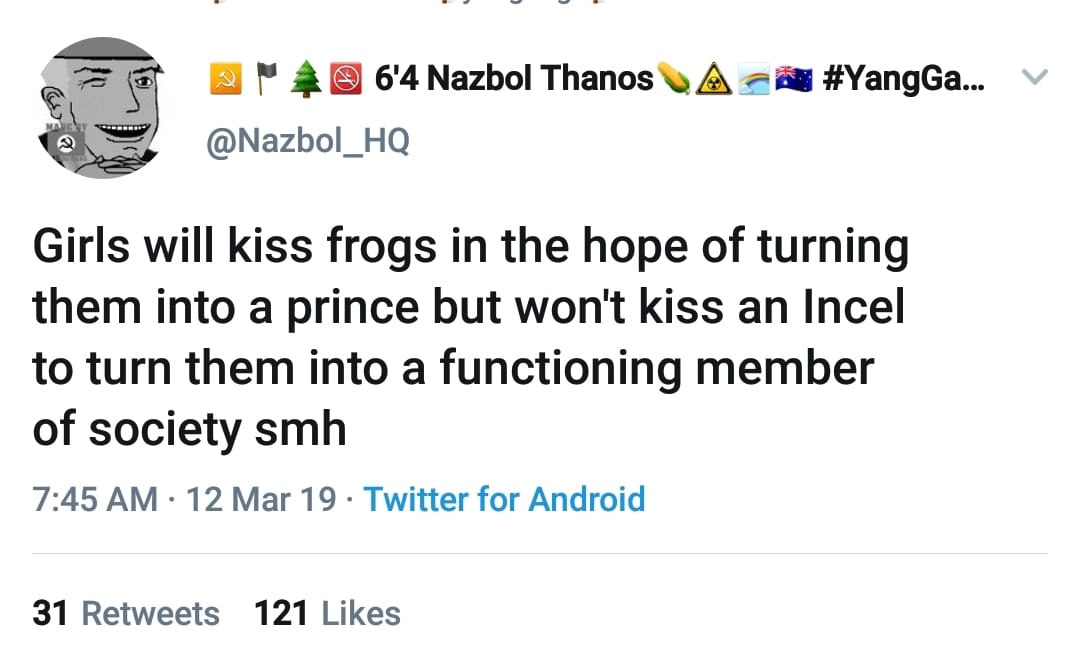 6'4 Nazbol Thanos #YangGa...
@Nazbol_HQ
Girls will kiss frogs in the hope of turning
them into a prince but won't kiss an Incel
to turn them into a functioning member
of society smh
7:45 AM · 12 Mar 19 · Twitter for Android
31 Retweets 121 Likes